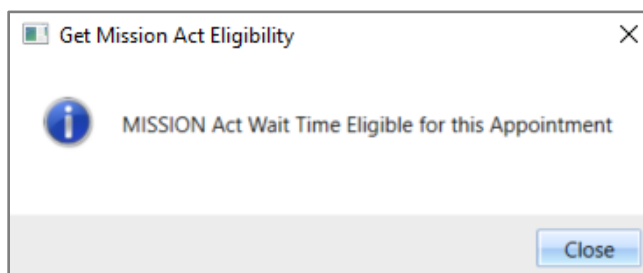 Get Mission Act Eligibility
MISSION Act Wait Time Eligible for this Appointment
Close